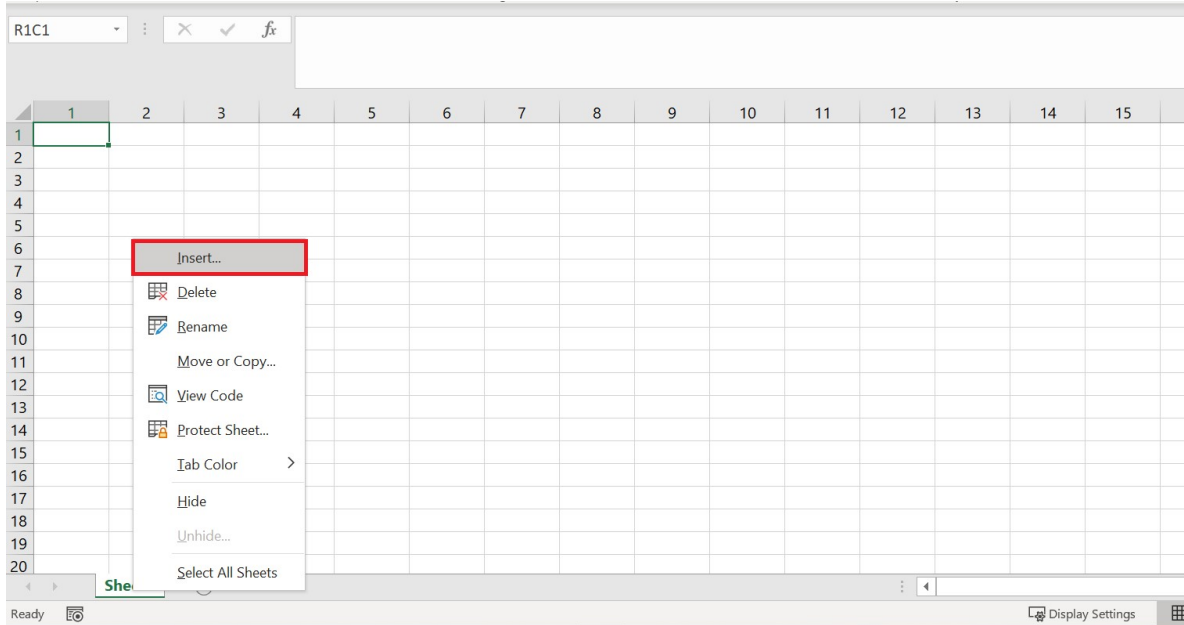 R1C1
fx
1 2 3 4 5 6 7 8 9 10 11 12 13 14 15
1
2
3
4
5
6
7
8
9
10
11
12
13
14
15
16
17
18
19
20
Insert...
Delete
Rename
Move or Copy...
View Code
Protect Sheet...
Tab Color
Hide
Unhide...
Select All Sheets
She
Ready
Display Settings